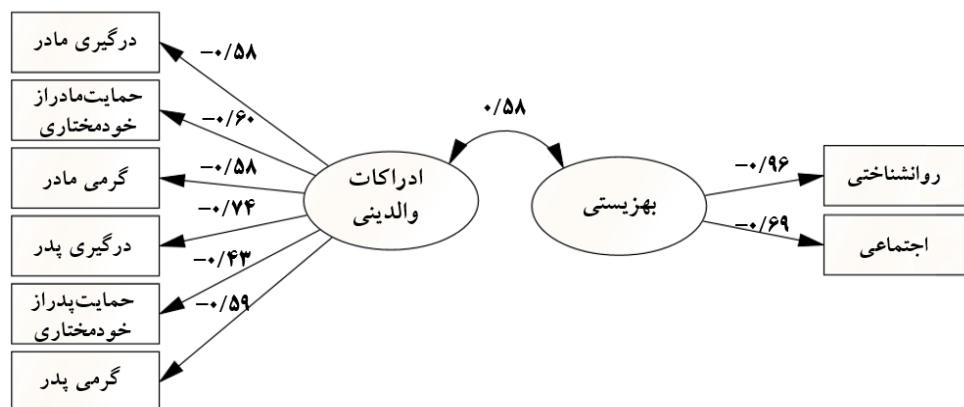 درگیری مادر
−۰/۵۸
حمایت‌مادراز
خودمختاری
−۰/۶۰
گرمی مادر
−۰/۵۸
درگیری پدر
−۰/۷۴
حمایت‌پدراز
خودمختاری
−۰/۴۳
گرمی پدر
−۰/۵۹
ادراکات
والدینی
۰/۵۸
بهزیستی
−۰/۹۶
روانشناختی
−۰/۶۹
اجتماعی